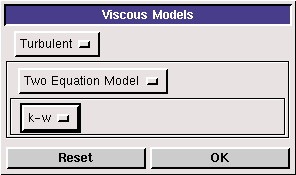 Viscous Models
Turbulent
Two Equation Model
k-w
Reset OK